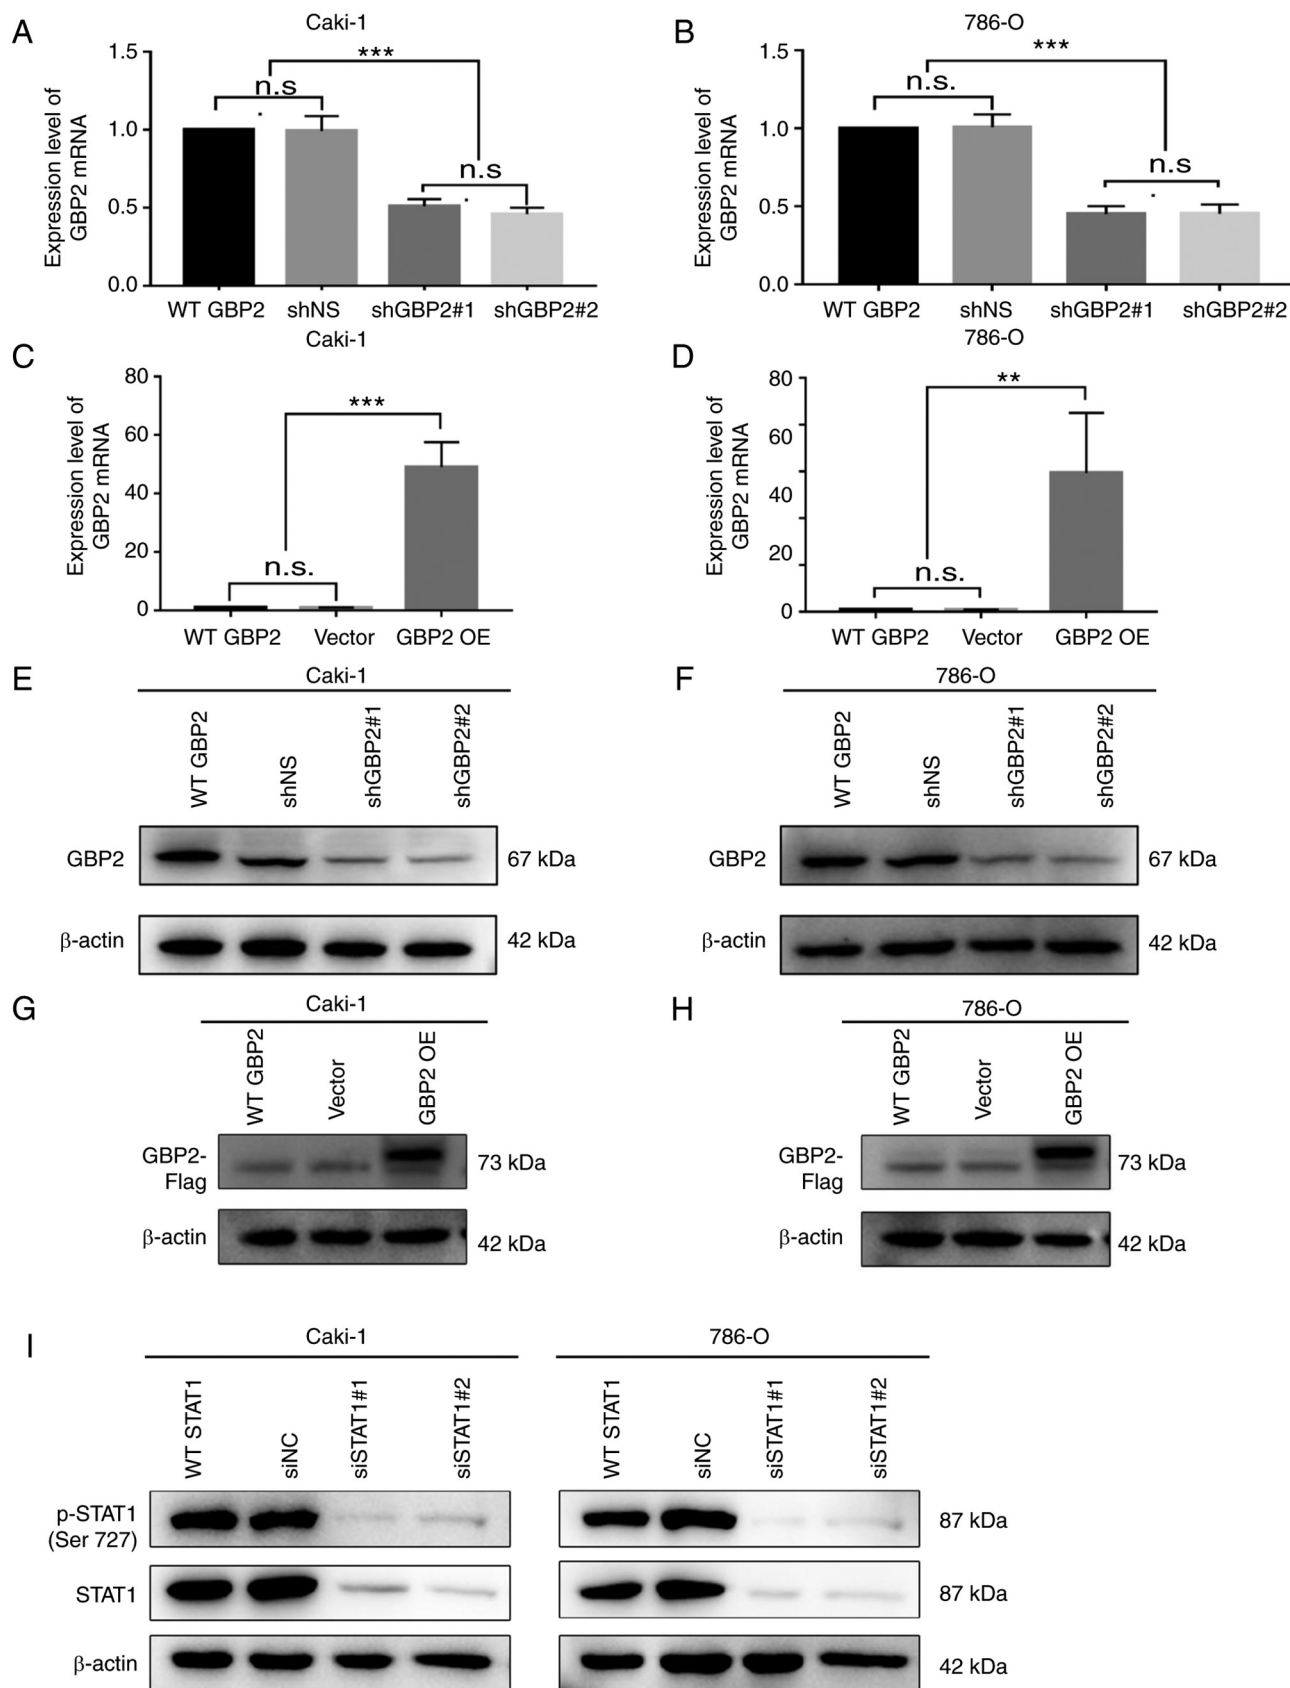 A
Caki-1
Expression level of
GBP2 mRNA
1.5
1.0
0.5
0.0
***
n.s
n.s
WT GBP2
shNS
shGBP2#1
shGBP2#2
B
786-O
Expression level of
GBP2 mRNA
1.5
1.0
0.5
0.0
***
n.s.
n.s
WT GBP2
shNS
shGBP2#1
shGBP2#2
C
Caki-1
Expression level of
GBP2 mRNA
80
60
40
20
0
***
n.s.
WT GBP2
Vector
GBP2 OE
D
786-O
Expression level of
GBP2 mRNA
80
60
40
20
0
**
n.s.
WT GBP2
Vector
GBP2 OE
E
Caki-1
WT GBP2
shNS
shGBP2#1
shGBP2#2
GBP2
67 kDa
β-actin
42 kDa
F
786-O
WT GBP2
shNS
shGBP2#1
shGBP2#2
GBP2
67 kDa
β-actin
42 kDa
G
Caki-1
WT GBP2
Vector
GBP2 OE
GBP2-
Flag
73 kDa
β-actin
42 kDa
H
786-O
WT GBP2
Vector
GBP2 OE
GBP2-
Flag
73 kDa
β-actin
42 kDa
I
Caki-1
786-O
WT STAT1
siNC
siSTAT1#1
siSTAT1#2
WT STAT1
siNC
siSTAT1#1
siSTAT1#2
p-STAT1
(Ser 727)
87 kDa
STAT1
87 kDa
β-actin
42 kDa